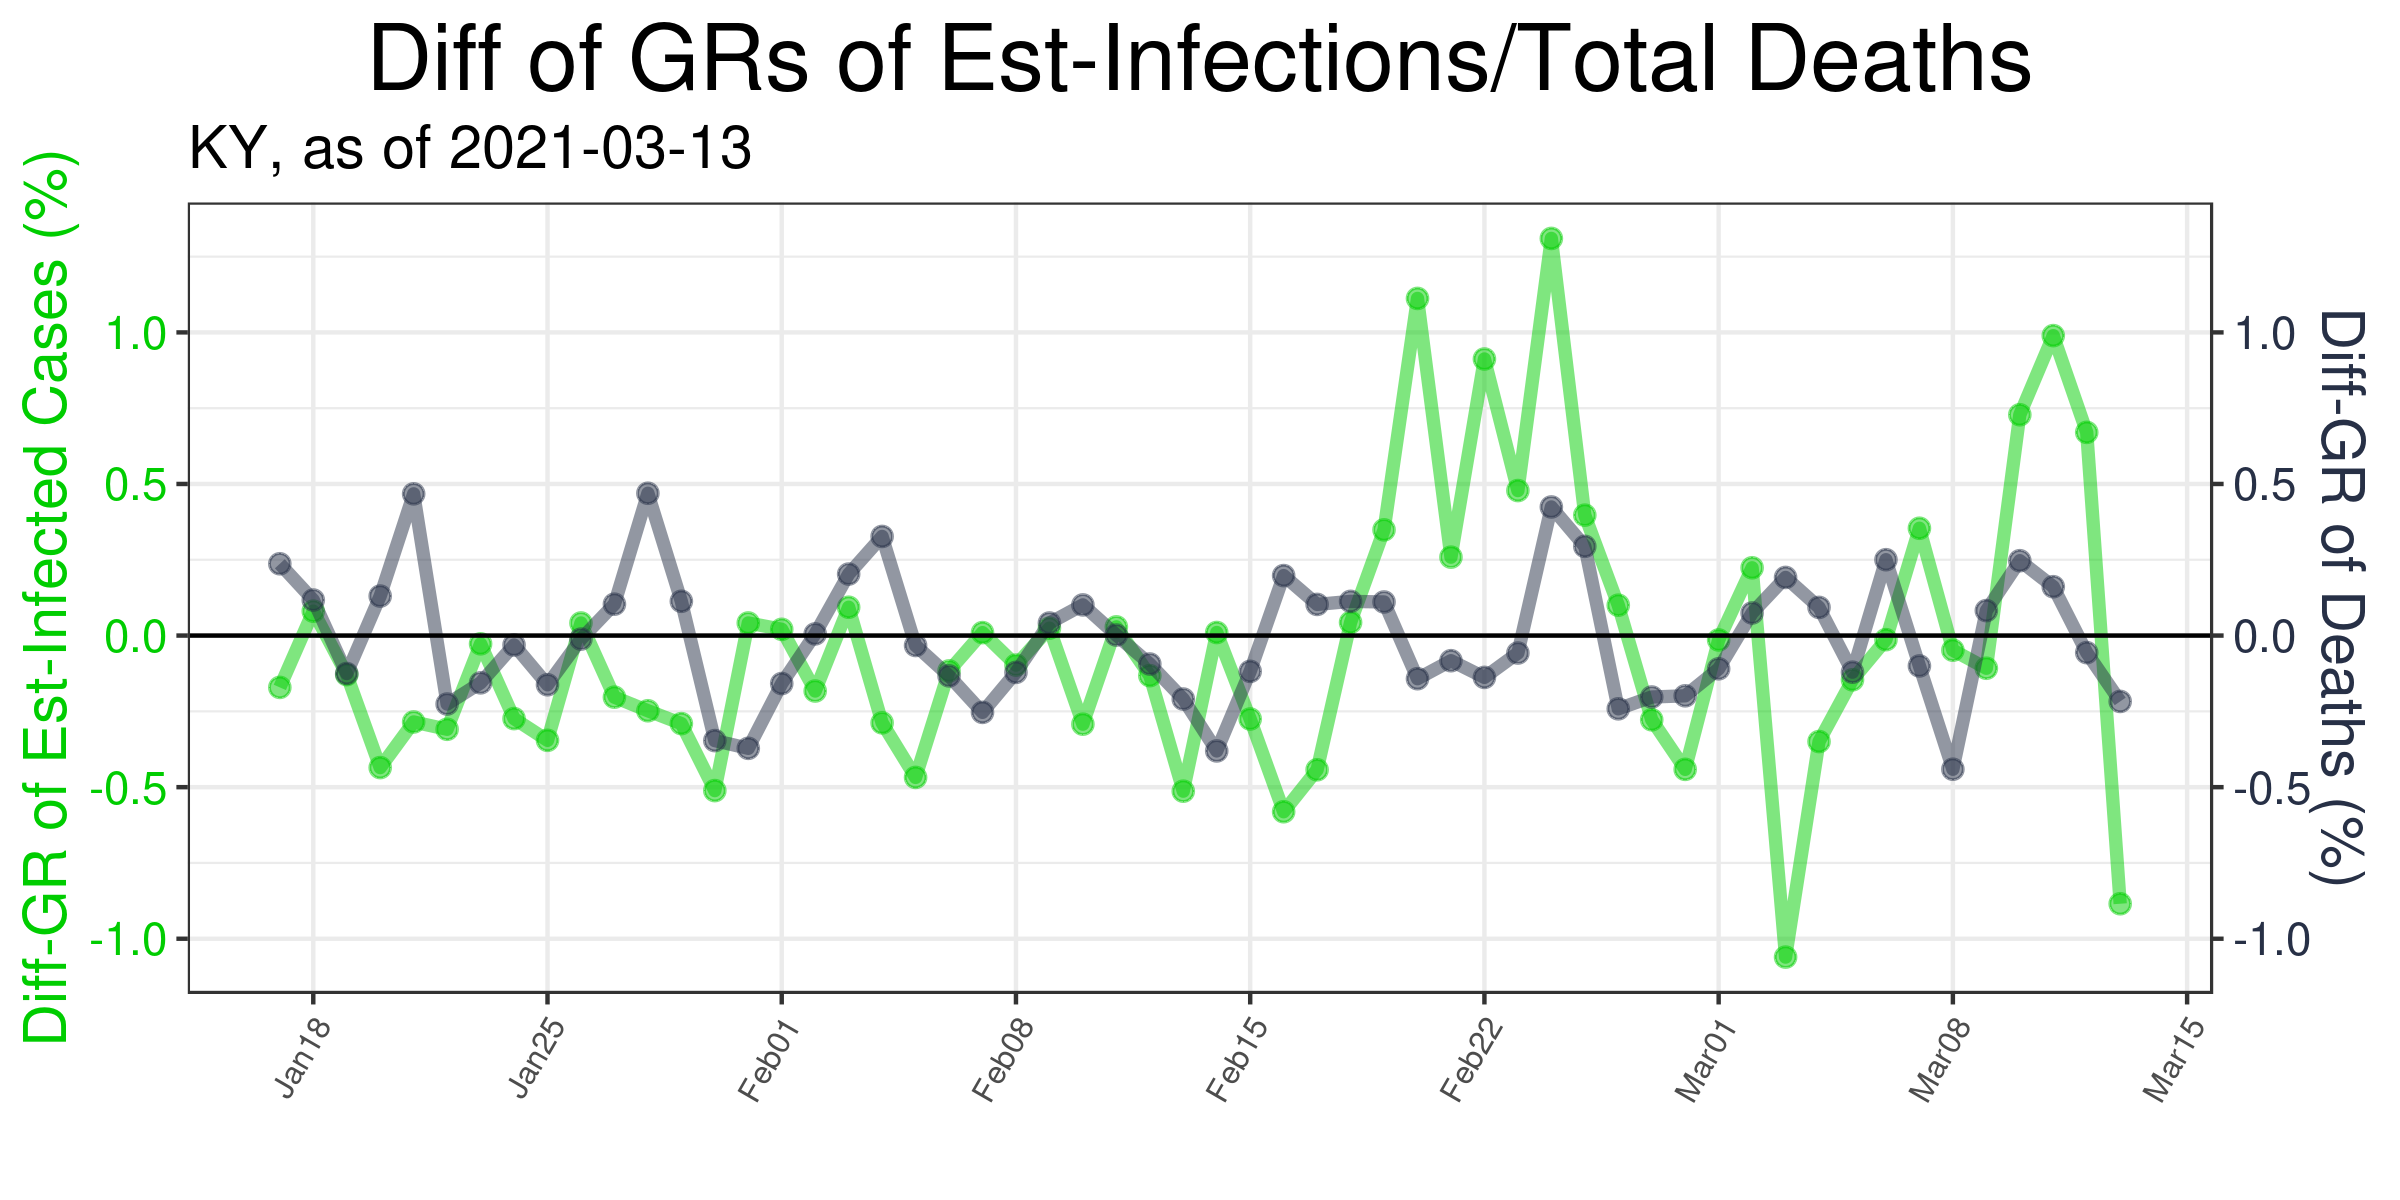 Diff of GRs of Est-Infections/Total Deaths
KY, as of 2021-03-13
Diff-GR of Est-Infected Cases (%)
1.0
0.5
0.0
-0.5
-1.0
1.0
0.5
0.0
-0.5
-1.0
Diff-GR of Deaths (%)
Jan18
Jan25
Feb01
Feb08
Feb15
Feb22
Mar01
Mar08
Mar15